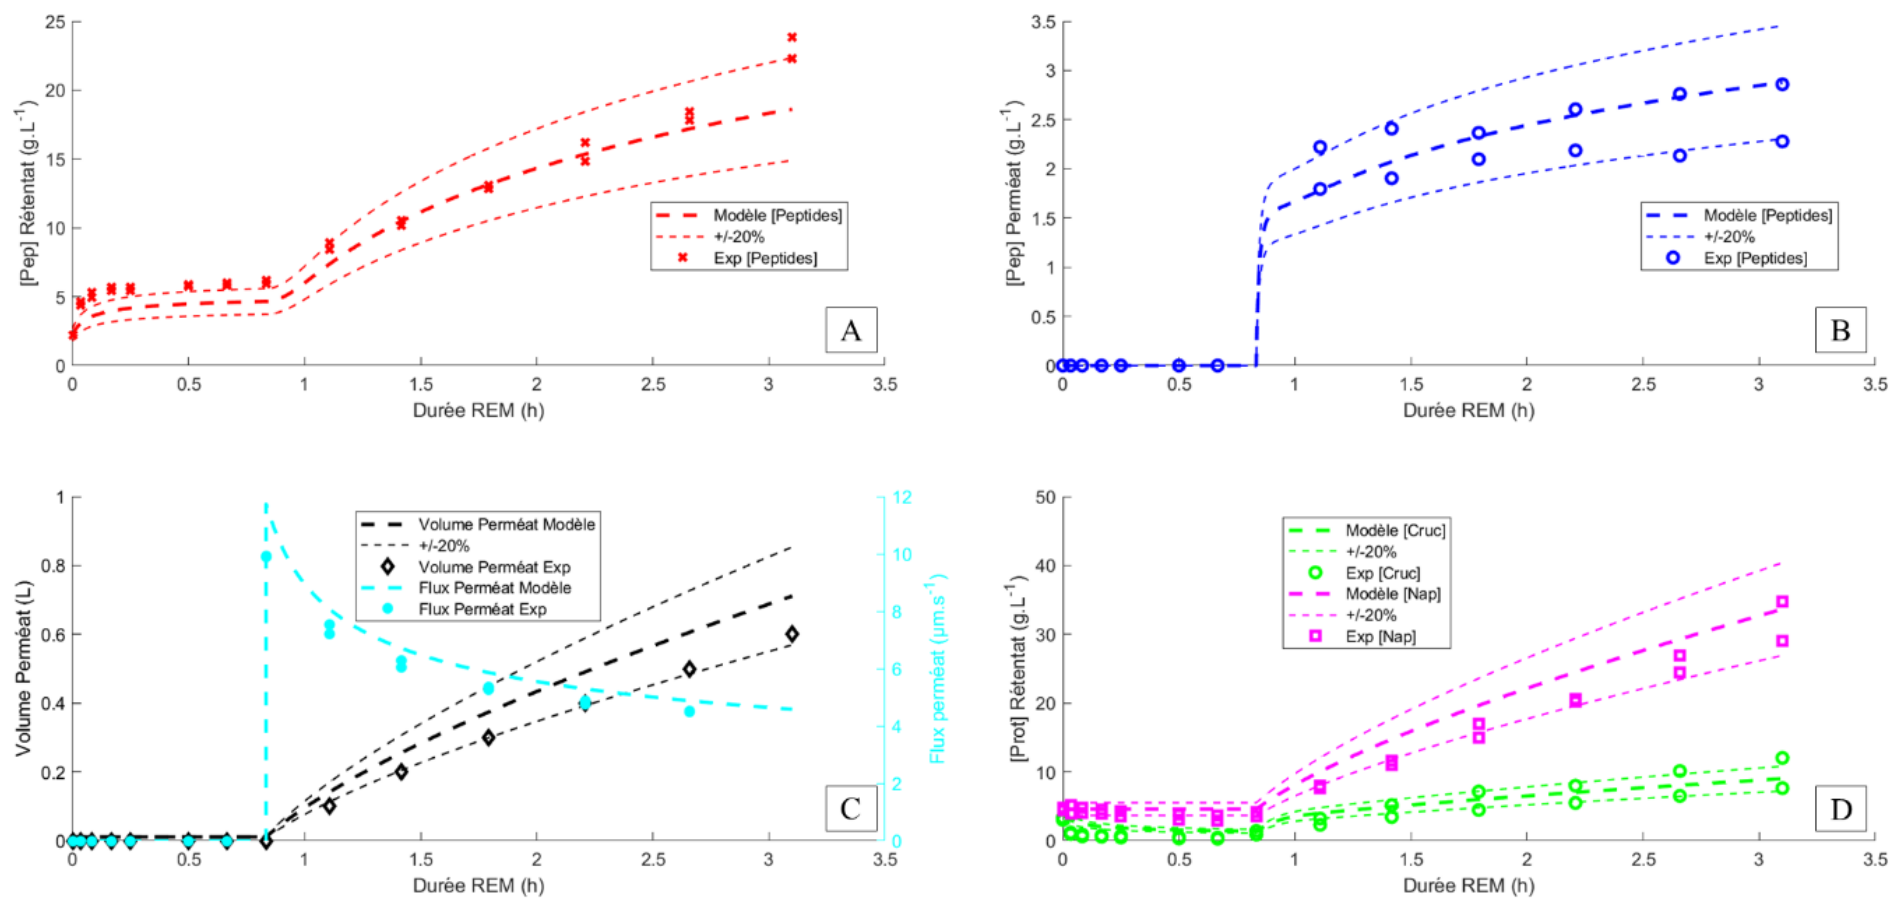 [Pep] Rétentat (g.L⁻¹)
25
20
15
10
5
0
0 0.5 1 1.5 2 2.5 3 3.5
Durée REM (h)
Modèle [Peptides]
+/-20%
Exp [Peptides]
A
[Pep] Perméat (g.L⁻¹)
3.5
3
2.5
2
1.5
1
0.5
0
0 0.5 1 1.5 2 2.5 3 3.5
Durée REM (h)
Modèle [Peptides]
+/-20%
Exp [Peptides]
B
Volume Perméat (L)
1
0.8
0.6
0.4
0.2
0
0 0.5 1 1.5 2 2.5 3 3.5
Durée REM (h)
Volume Perméat Modèle
+/-20%
Volume Perméat Exp
Flux Perméat Modèle
Flux Perméat Exp
12
10
8
6
4
2
0
Flux perméat (µm.s⁻¹)
C
[Prot] Rétentat (g.L⁻¹)
50
40
30
20
10
0
0 0.5 1 1.5 2 2.5 3 3.5
Durée REM (h)
Modèle [Cruc]
+/-20%
Exp [Cruc]
Modèle [Nap]
+/-20%
Exp [Nap]
D